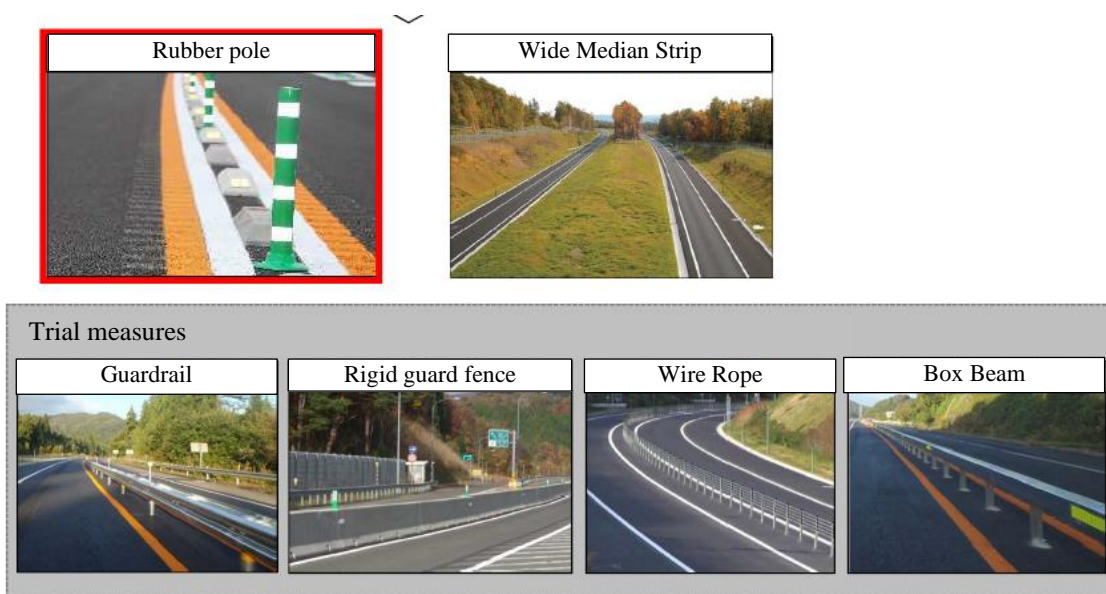 Rubber pole
Wide Median Strip
Trial measures
Guardrail
Rigid guard fence
Wire Rope
Box Beam